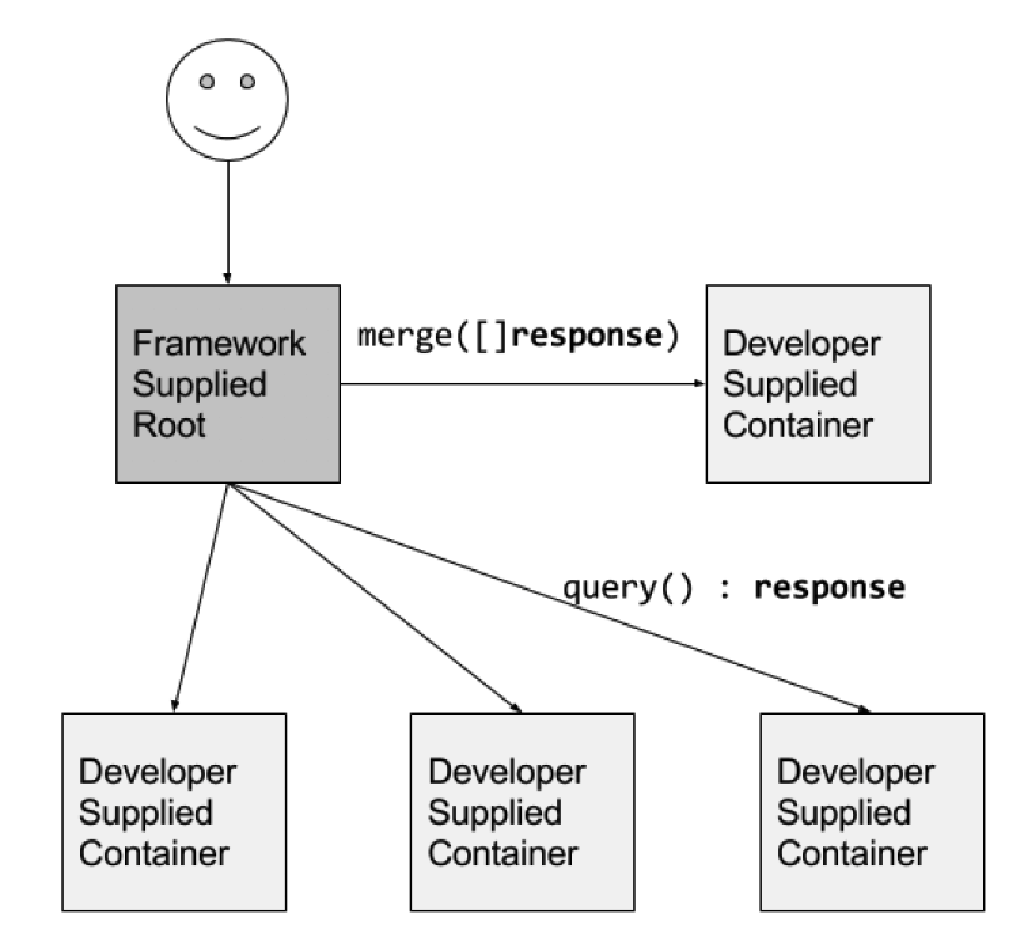 Framework
Supplied
Root
merge([]response)
Developer
Supplied
Container
query() : response
Developer
Supplied
Container
Developer
Supplied
Container
Developer
Supplied
Container